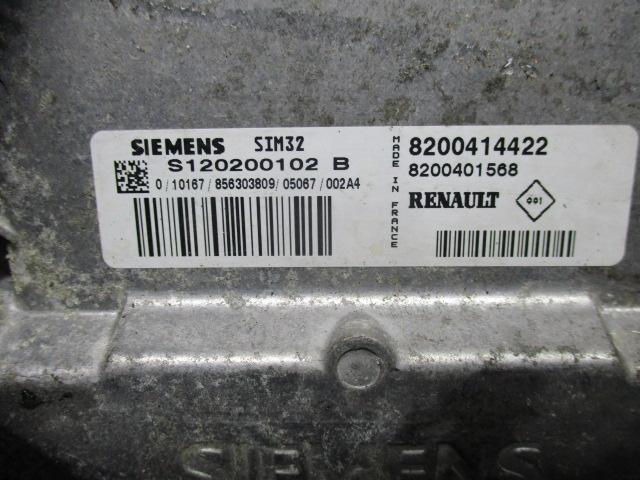 SIEMENS SIM32
S120200102 B
0/10167/856303809/05067/002A4
MADE IN FRANCE
8200414422
8200401568
RENAULT 001
SIEMENS